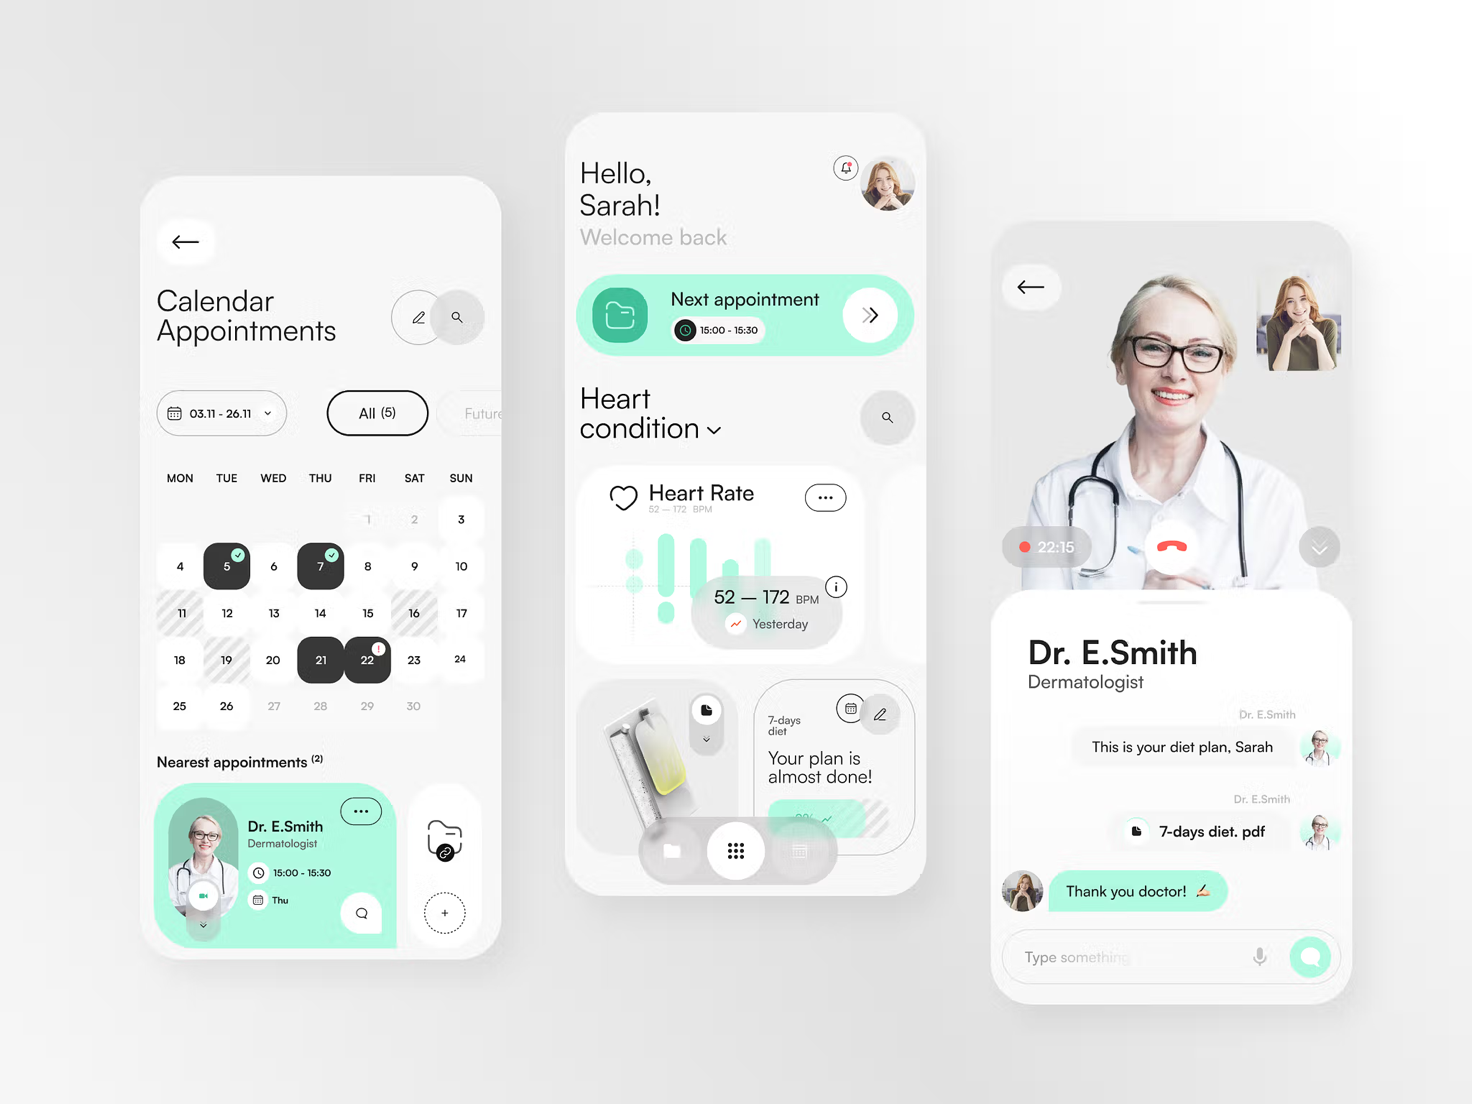 Calendar
Appointments
03.11 - 26.11
All (5)
Future
MON TUE WED THU FRI SAT SUN
1 2 3
4 5 6 7 8 9 10
11 12 13 14 15 16 17
18 19 20 21 22 23 24
25 26 27 28 29 30
Nearest appointments (2)
Dr. E.Smith
Dermatologist
15:00 - 15:30
Thu
Hello,
Sarah!
Welcome back
Next appointment
15:00 - 15:30
Heart
condition
Heart Rate
52 — 172 BPM
52 — 172 BPM
Yesterday
7-days
diet
Your plan is
almost done!
22:15
Dr. E.Smith
Dermatologist
Dr. E.Smith
This is your diet plan, Sarah
Dr. E.Smith
7-days diet. pdf
Thank you doctor! ✍🏻
Type something